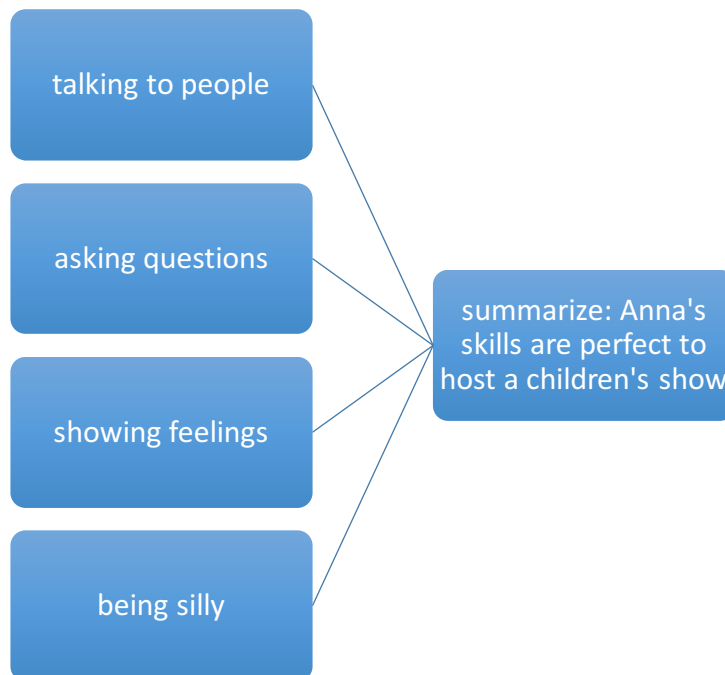 talking to people
asking questions
showing feelings
being silly
summarize: Anna's
skills are perfect to
host a children's show